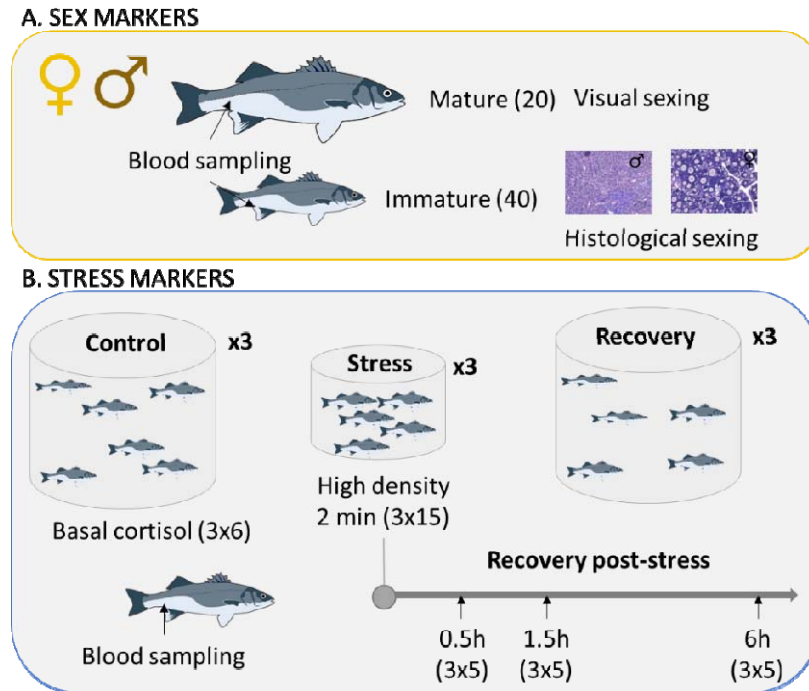 A. SEX MARKERS
♀ ♂
Mature (20) Visual sexing
Blood sampling
♂ ♀
Immature (40)
Histological sexing
B. STRESS MARKERS
Control x3
Stress x3
Recovery x3
High density
2 min (3x15)
Basal cortisol (3x6)
Recovery post-stress
Blood sampling
0.5h 1.5h 6h
(3x5) (3x5) (3x5)